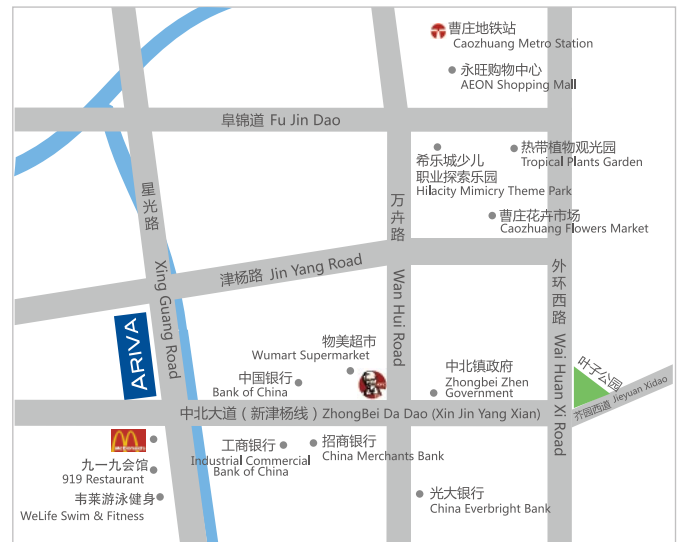 曹庄地铁站
Caozhuang Metro Station
永旺购物中心
AEON Shopping Mall
阜锦道 Fu Jin Dao
希乐城少儿
职业探索乐园
Hilacity Mimicry Theme Park
热带植物观光园
Tropical Plants Garden
曹庄花卉市场
Caozhuang Flowers Market
星光路 Xing Guang Road
万卉路 Wan Hui Road
外环西路 Wai Huan Xi Road
津杨路 Jin Yang Road
ARIVA
物美超市
Wumart Supermarket
中国银行
Bank of China
KFC
中北镇政府
Zhongbei Zhen
Government
叶子公园
芥园西道 Jieyuan Xidao
中北大道（新津杨线）ZhongBei Da Dao (Xin Jin Yang Xian)
九一九会馆
919 Restaurant
韦莱游泳健身
WeLife Swim & Fitness
工商银行
Industrial Commercial
Bank of China
招商银行
China Merchants Bank
光大银行
China Everbright Bank